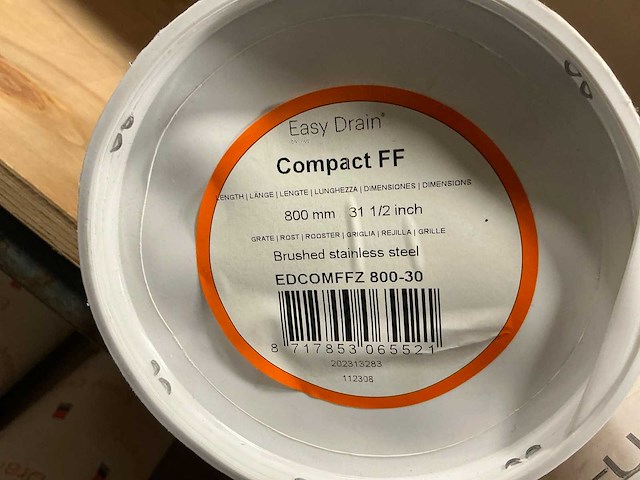 Easy Drain®
Compact FF
LENGTH | LÄNGE | LENGTE | LUNGHEZZA | DIMENSIONES | DIMENSIONS
800 mm 31 1/2 inch
GRATE | ROST | ROOSTER | GRIGLIA | REJILLA | GRILLE
Brushed stainless steel
EDCOMFFZ 800-30
8 717853 065521
202313283
112308